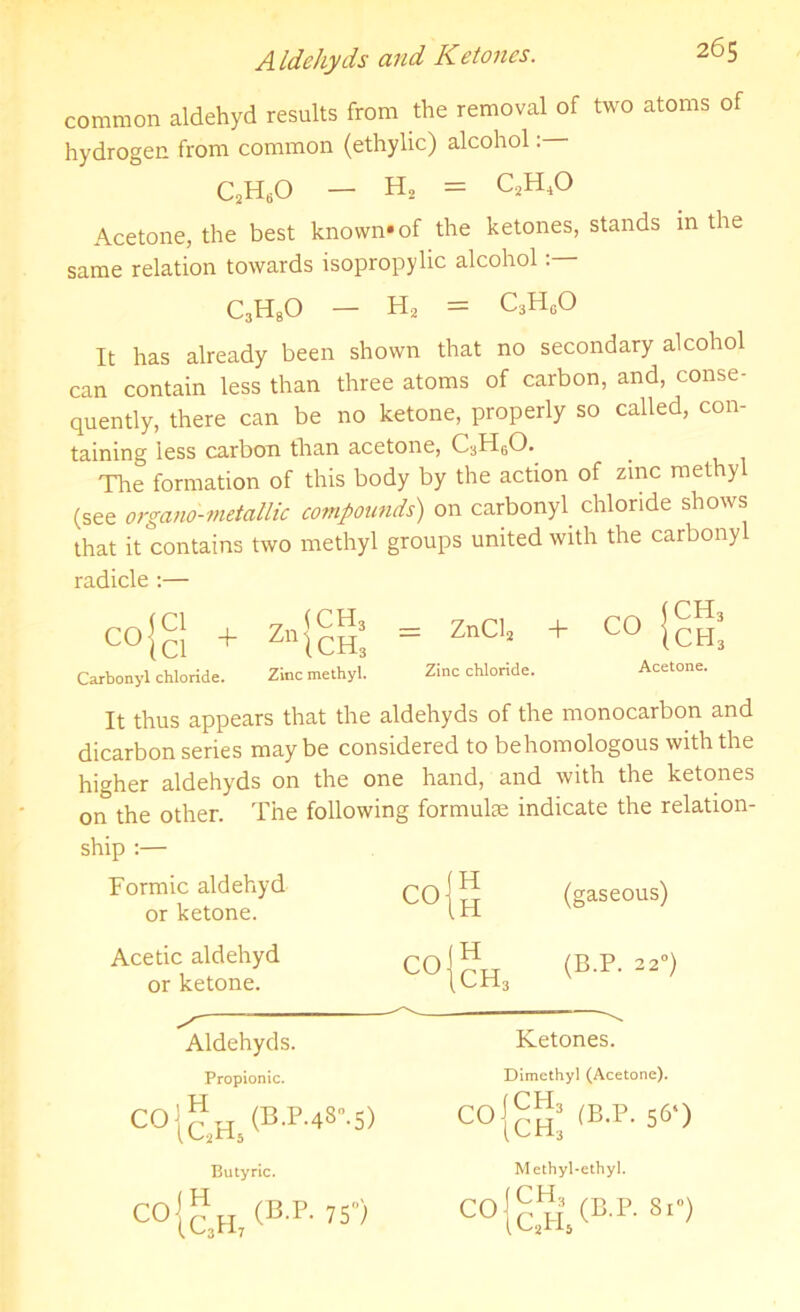 Aldehyds and Ketones. 265
common aldehyd results from the removal of two atoms of
hydrogen from common (ethylic) alcohol:—
C₂H₆O — H₂ = C₂H₄O
Acetone, the best known•of the ketones, stands in the
same relation towards isopropylic alcohol:—
C₃H₈O — H₂ = C₃H₆O
It has already been shown that no secondary alcohol
can contain less than three atoms of carbon, and, conse-
quently, there can be no ketone, properly so called, con-
taining less carbon than acetone, C₃H₆O.
The formation of this body by the action of zinc methyl
(see organo-metallic compounds) on carbonyl chloride shows
that it contains two methyl groups united with the carbonyl
radicle :—
CO{Cl Cl + Zn{CH₃ CH₃ = ZnCl₂ + CO {CH₃ CH₃
Carbonyl chloride. Zinc methyl. Zinc chloride. Acetone.
It thus appears that the aldehyds of the monocarbon and
dicarbon series may be considered to be homologous with the
higher aldehyds on the one hand, and with the ketones
on the other. The following formulæ indicate the relation-
ship :—
Formic aldehyd
or ketone.
CO{H H (gaseous)
Acetic aldehyd
or ketone.
CO{H CH₃ (B.P. 22°)
Aldehyds. Ketones.
Propionic. Dimethyl (Acetone).
CO{H C₂H₅ (B.P.48°.5) CO{CH₃ CH₃ (B.P. 56°)
Butyric. Methyl-ethyl.
CO{H C₃H₇ (B.P. 75°) CO{CH₃ C₂H₅ (B.P. 81°)